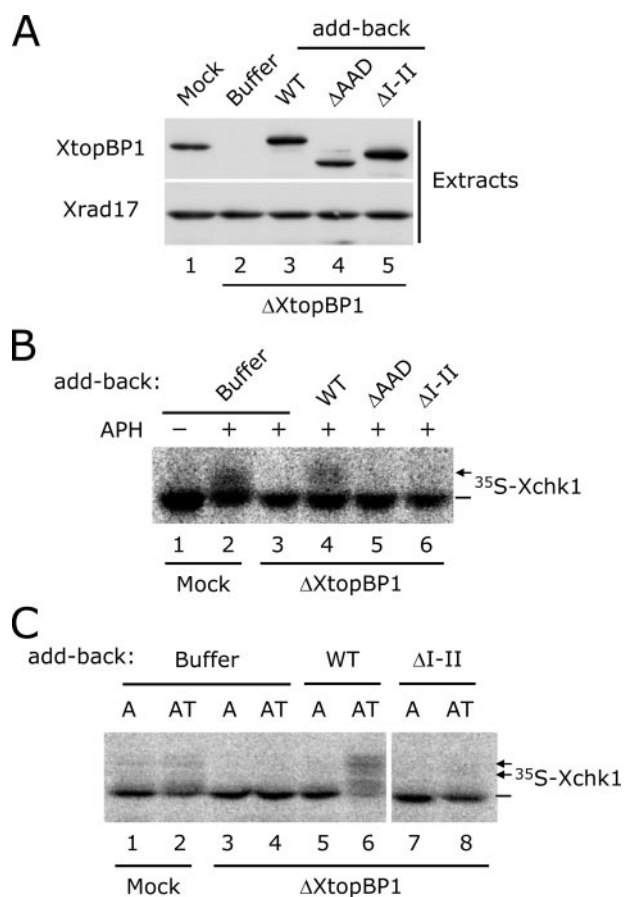 A
add-back
Mock Buffer WT ΔAAD ΔI-II
XtopBP1
Xrad17
Extracts
1 2 3 4 5
ΔXtopBP1
B
add-back: Buffer WT ΔAAD ΔI-II
APH − + + + + +
³⁵S-Xchk1
1 2 3 4 5 6
Mock ΔXtopBP1
C
add-back: Buffer WT ΔI-II
A AT A AT A AT A AT
³⁵S-Xchk1
1 2 3 4 5 6 7 8
Mock ΔXtopBP1